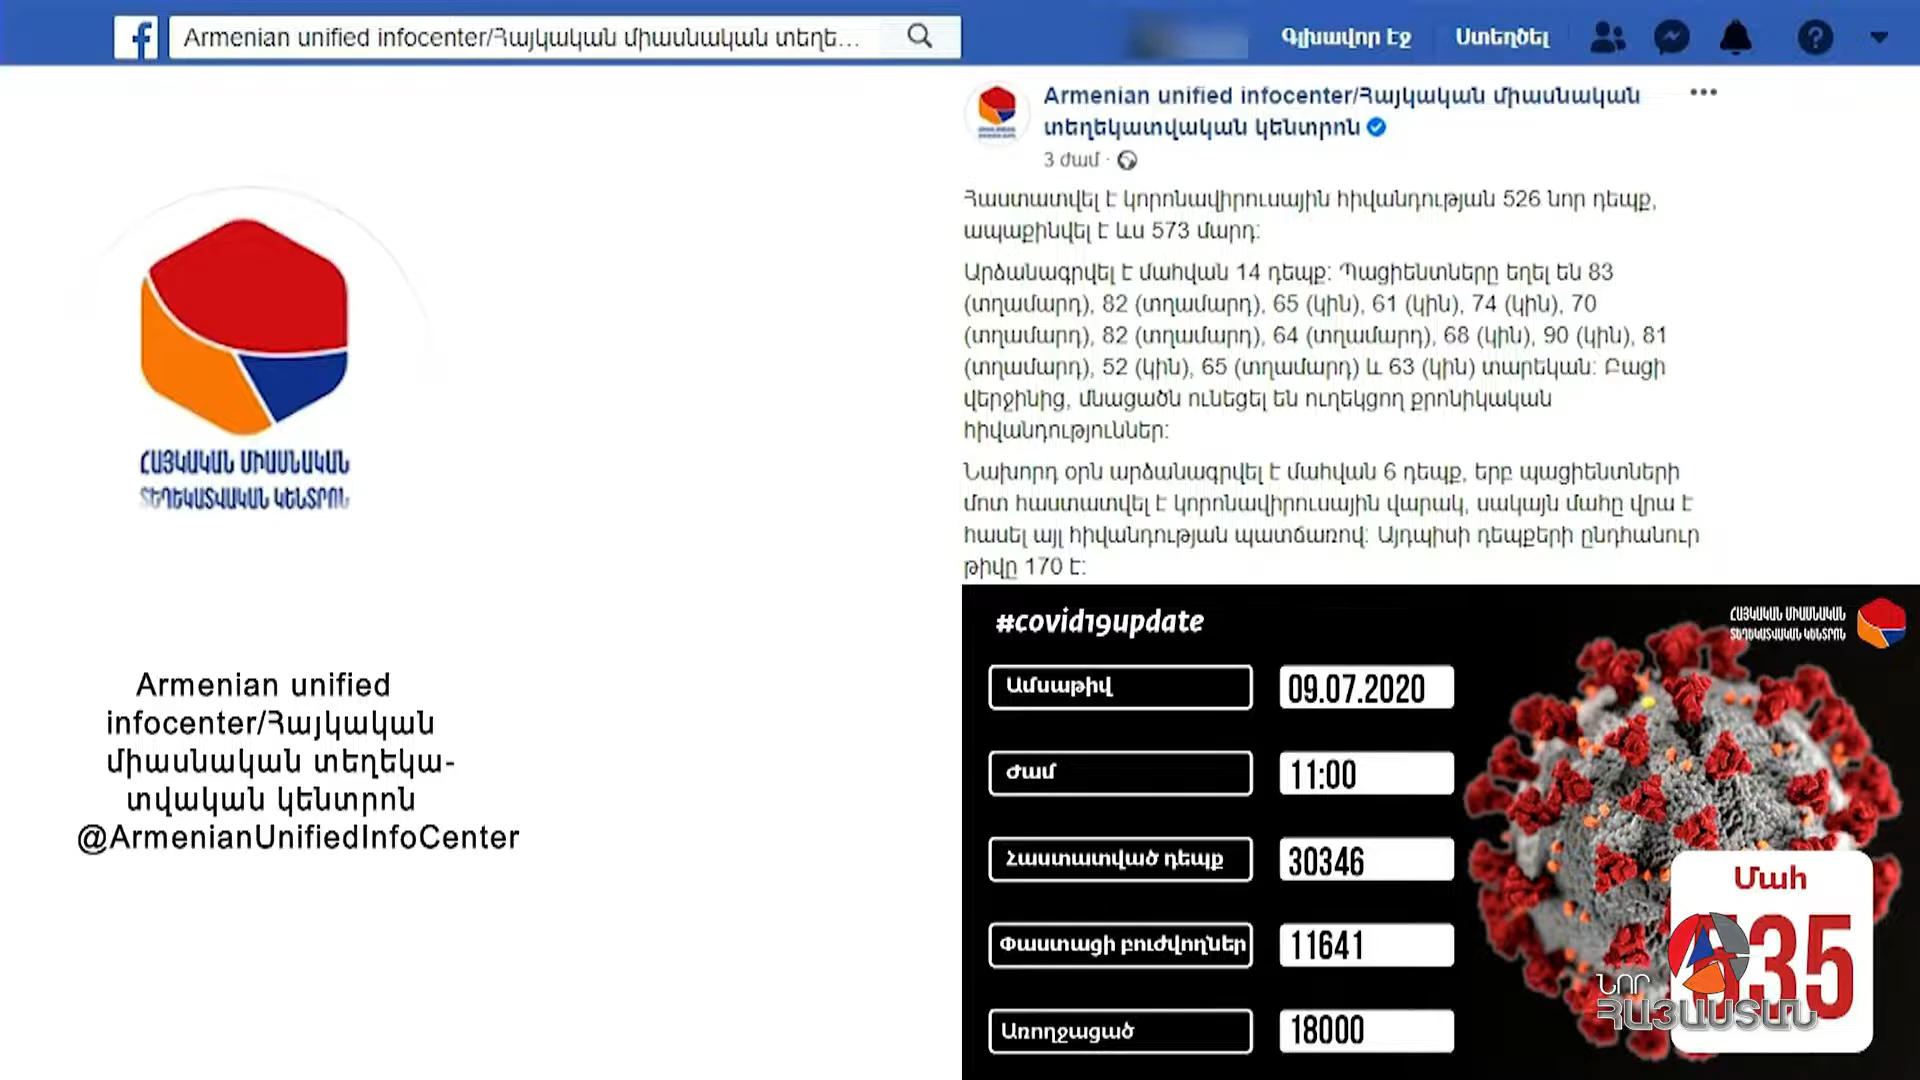 f
Armenian unified infocenter/Հայկական միասնական տեղե...
Գլխավոր էջ
Ստեղծել
Armenian unified infocenter/Հայկական միասնական
տեղեկատվական կենտրոն
3 ժամ ·
Հաստատվել է կորոնավիրուսային հիվանդության 526 նոր դեպք,
ապաքինվել է ևս 573 մարդ։
Արձանագրվել է մահվան 14 դեպք։ Պացիենտները եղել են 83
(տղամարդ), 82 (տղամարդ), 65 (կին), 61 (կին), 74 (կին), 70
(տղամարդ), 82 (տղամարդ), 64 (տղամարդ), 68 (կին), 90 (կին), 81
(տղամարդ), 52 (կին), 65 (տղամարդ) և 63 (կին) տարեկան։ Բացի
վերջինից, մնացածն ունեցել են ուղեկցող քրոնիկական
հիվանդություններ։
Նախորդ օրն արձանագրվել է մահվան 6 դեպք, երբ պացիենտների
մոտ հաստատվել է կորոնավիրուսային վարակ, սակայն մահը վրա է
հասել այլ հիվանդության պատճառով։ Այդպիսի դեպքերի ընդհանուր
թիվը 170 է։
ՀԱՅԿԱԿԱՆ ՄԻԱՍՆԱԿԱՆ
ՏԵՂԵԿԱՏՎԱԿԱՆ ԿԵՆՏՐՈՆ
Armenian unified
infocenter/Հայկական
միասնական տեղեկա-
տվական կենտրոն
@ArmenianUnifiedInfoCenter
#covid19update
ՀԱՅԿԱԿԱՆ ՄԻԱՍՆԱԿԱՆ
ՏԵՂԵԿԱՏՎԱԿԱՆ ԿԵՆՏՐՈՆ
Ամսաթիվ 09.07.2020
Ժամ 11:00
Հաստատված դեպք 30346
Փաստացի բուժվողներ 11641
Առողջացած 18000
Մահ
35
ՆՈՐ
ՀԱՅԱՍՏԱՆ